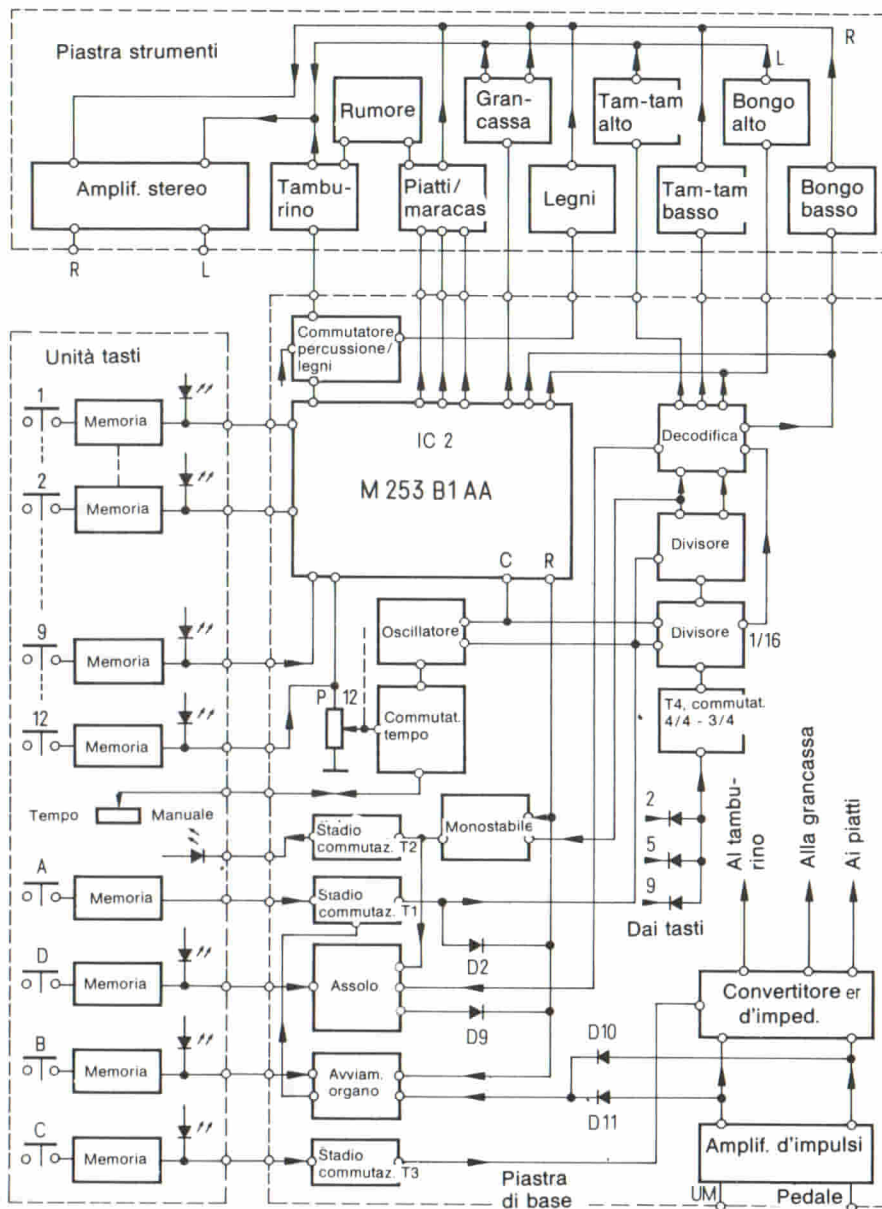 Piastra strumenti
R
L
Rumore
Gran-
cassa
Tam-tam
alto
Bongo
alto
Amplif. stereo
Tambu-
rino
Piatti/
maracas
Legni
Tam-tam
basso
Bongo
basso
R
L
Unità tasti
Commutatore
percussione/
legni
1
Memoria
IC 2
Decodifica
2
Memoria
M 253 B1 AA
Divisore
C
R
9
Memoria
Oscillatore
Divisore
1/16
12
Memoria
P 12
Commutat.
tempo
T4, commutat.
4/4 - 3/4
Tempo
Manuale
Stadio
commutaz. T2
Monostabile
2
5
9
Dai tasti
Al tambu-
rino
Alla grancassa
Ai piatti
A
Memoria
Stadio
commutaz. T1
D2
D
Memoria
Assolo
D9
Convertitore er
d'imped.
B
Memoria
Avviam.
organo
D10
D11
C
Memoria
Stadio
commutaz. T3
Amplif. d'impulsi
Piastra
di base
UM
Pedale